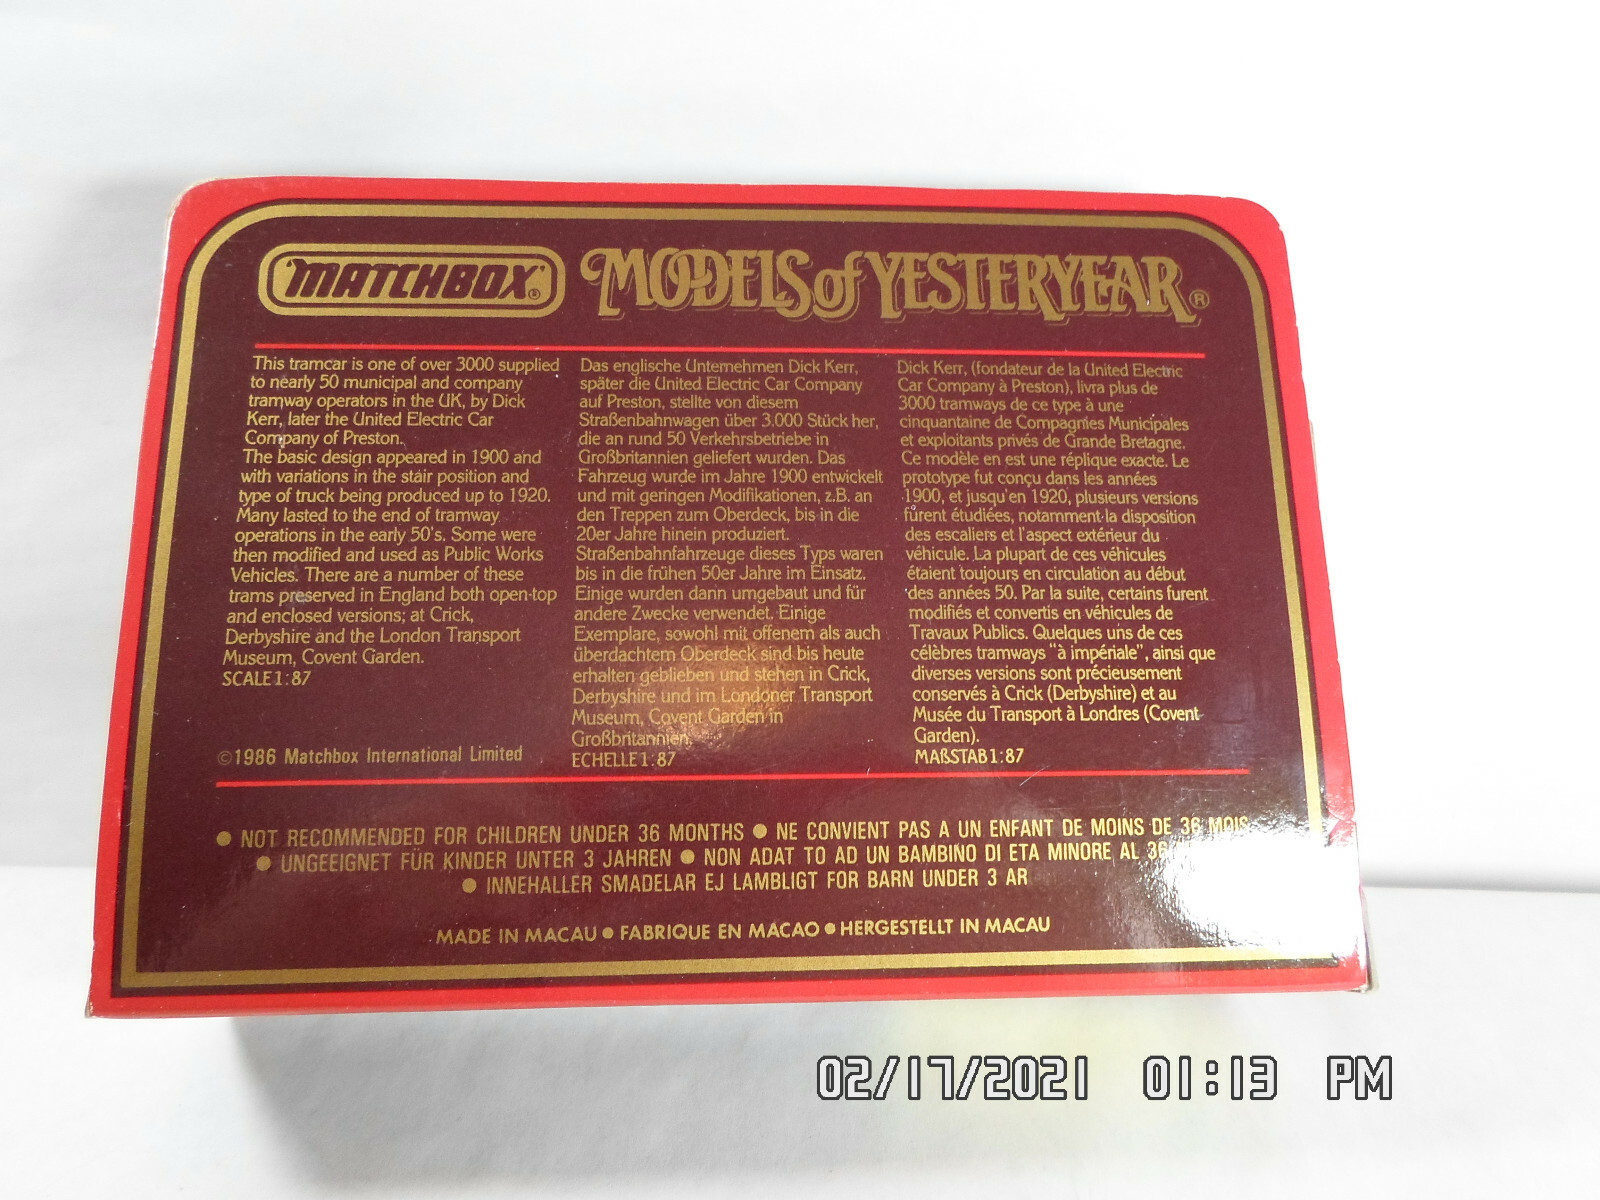 MATCHBOX®
MODELS of YESTERYEAR®
This tramcar is one of over 3000 supplied
to nearly 50 municipal and company
tramway operators in the UK, by Dick
Kerr, later the United Electric Car
Company of Preston.
The basic design appeared in 1900 and
with variations in the stair position and
type of truck being produced up to 1920.
Many lasted to the end of tramway
operations in the early 50's. Some were
then modified and used as Public Works
Vehicles. There are a number of these
trams preserved in England both open-top
and enclosed versions; at Crick,
Derbyshire and the London Transport
Museum, Covent Garden.
SCALE 1:87
©1986 Matchbox International Limited
Das englische Unternehmen Dick Kerr,
später die United Electric Car Company
auf Preston, stellte von diesem
Straßenbahnwagen über 3.000 Stück her,
die an rund 50 Verkehrsbetriebe in
Großbritannien geliefert wurden. Das
Fahrzeug wurde im Jahre 1900 entwickelt
und mit geringen Modifikationen, z.B. an
den Treppen zum Oberdeck, bis in die
20er Jahre hinein produziert.
Straßenbahnfahrzeuge dieses Typs waren
bis in die frühen 50er Jahre im Einsatz.
Einige wurden dann umgebaut und für
andere Zwecke verwendet. Einige
Exemplare, sowohl mit offenem als auch
überdachtem Oberdeck sind bis heute
erhalten geblieben und stehen in Crick,
Derbyshire und im Londoner Transport
Museum, Covent Garden in
Großbritannien.
ECHELLE 1:87
Dick Kerr, (fondateur de la United Electric
Car Company à Preston), livra plus de
3000 tramways de ce type à une
cinquantaine de Compagnies Municipales
et exploitants privés de Grande Bretagne.
Ce modèle en est une réplique exacte. Le
prototype fut conçu dans les années
1900, et jusqu'en 1920, plusieurs versions
furent étudiées, notamment la disposition
des escaliers et l'aspect extérieur du
véhicule. La plupart de ces véhicules
étaient toujours en circulation au début
des années 50. Par la suite, certains furent
modifiés et convertis en véhicules de
Travaux Publics. Quelques uns de ces
célèbres tramways "à impériale", ainsi que
diverses versions sont précieusement
conservés à Crick (Derbyshire) et au
Musée du Transport à Londres (Covent
Garden).
MAßSTAB 1:87
● NOT RECOMMENDED FOR CHILDREN UNDER 36 MONTHS ● NE CONVIENT PAS A UN ENFANT DE MOINS DE 36 MOIS
● UNGEEIGNET FÜR KINDER UNTER 3 JAHREN ● NON ADAT TO AD UN BAMBINO DI ETA MINORE AL 36
● INNEHALLER SMADELAR EJ LAMBLIGT FOR BARN UNDER 3 AR
MADE IN MACAU ● FABRIQUE EN MACAO ● HERGESTELLT IN MACAU
02/17/2021 01:13 PM